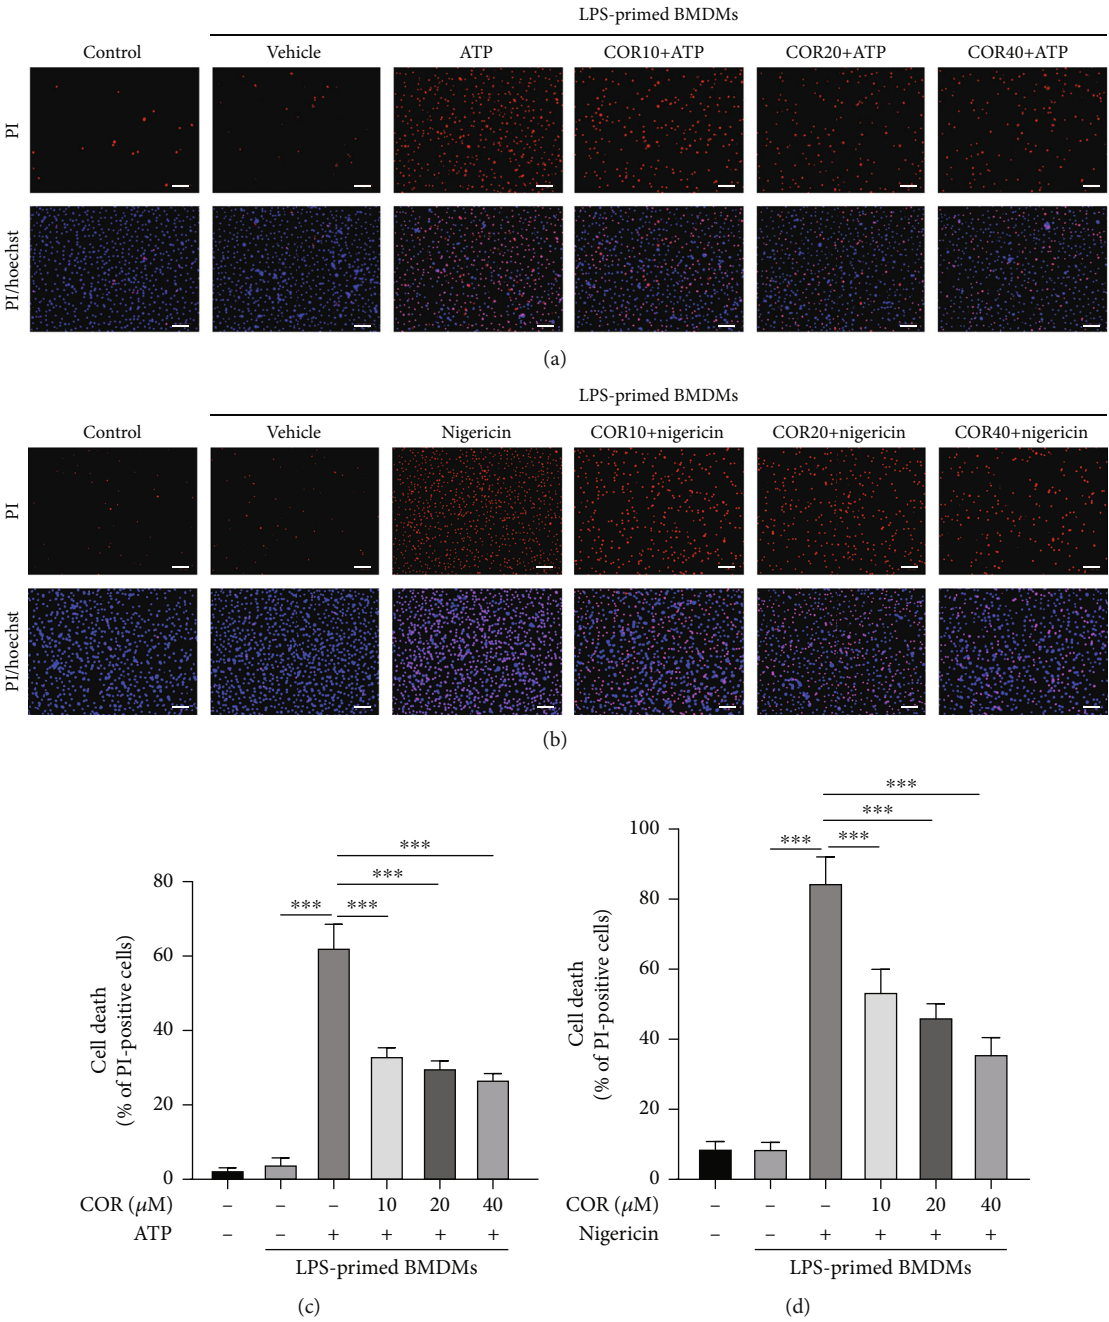 LPS-primed BMDMs
Control Vehicle ATP COR10+ATP COR20+ATP COR40+ATP
PI
PI/hoechst
(a)
LPS-primed BMDMs
Control Vehicle Nigericin COR10+nigericin COR20+nigericin COR40+nigericin
PI
PI/hoechst
(b)
Cell death
(% of PI-positive cells)
80
60
40
20
0
*** *** *** ***
COR (μM) – – – 10 20 40
ATP – – + + + +
LPS-primed BMDMs
(c)
Cell death
(% of PI-positive cells)
100
80
60
40
20
0
*** *** *** ***
COR (μM) – – – 10 20 40
Nigericin – – + + + +
LPS-primed BMDMs
(d)